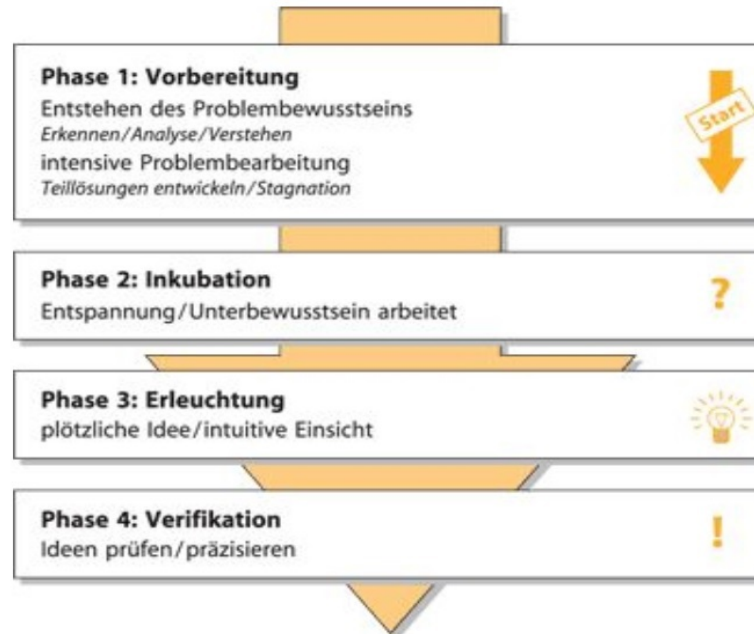 Phase 1: Vorbereitung
Entstehen des Problembewusstseins
Erkennen/Analyse/Verstehen
intensive Problembearbeitung
Teillösungen entwickeln/Stagnation
Start
Phase 2: Inkubation
Entspannung/Unterbewusstsein arbeitet
?
Phase 3: Erleuchtung
plötzliche Idee/intuitive Einsicht
Phase 4: Verifikation
Ideen prüfen/präzisieren
!